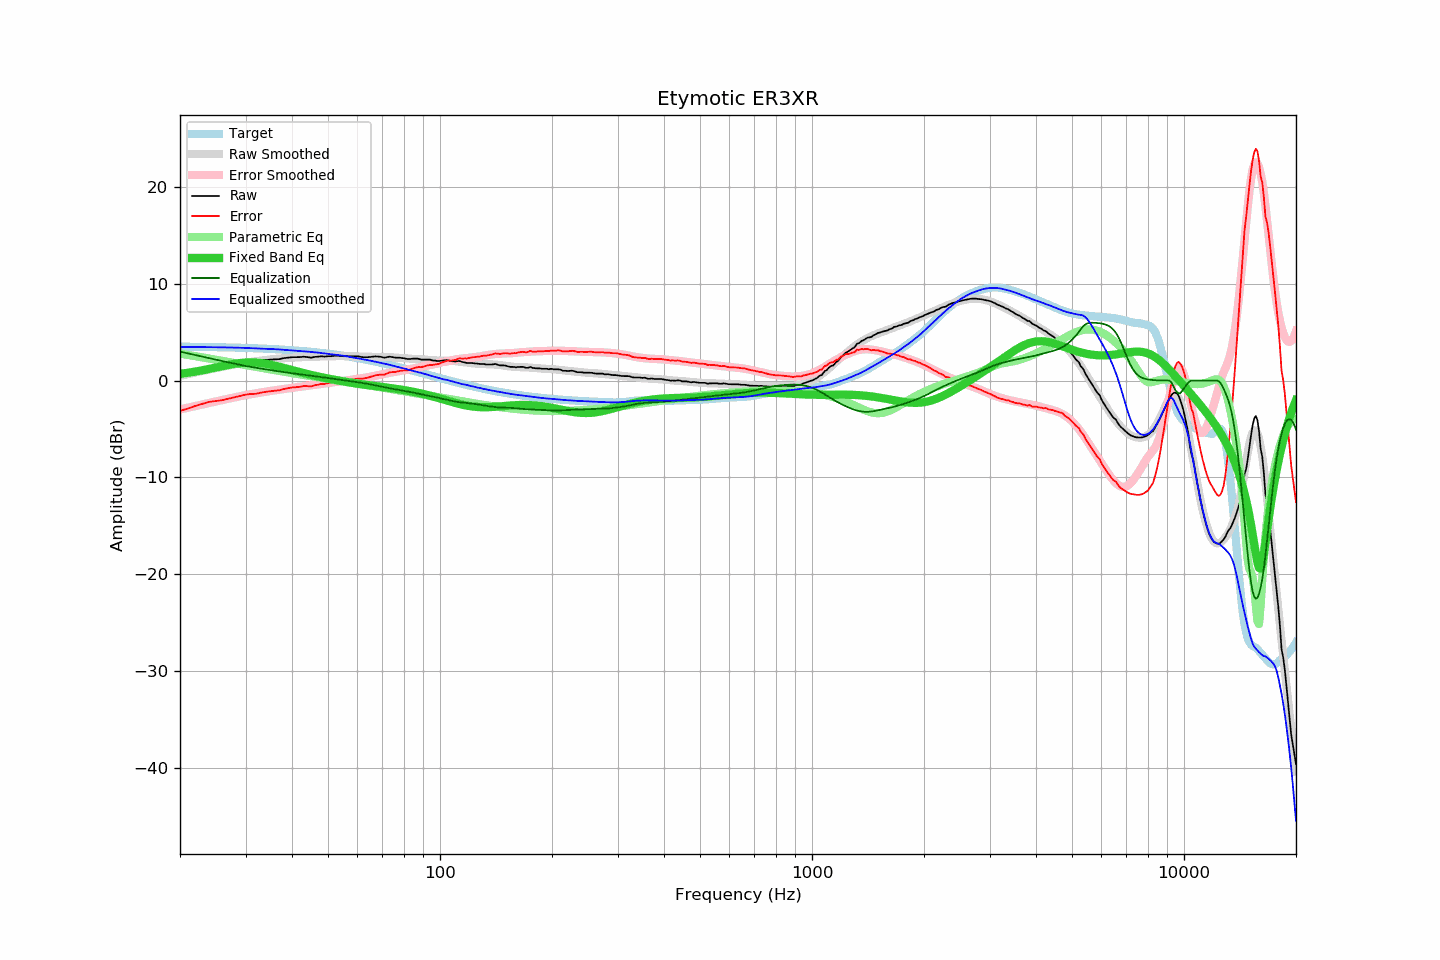 Etymotic ER3XR
Target
Raw Smoothed
Error Smoothed
Raw
Error
Parametric Eq
Fixed Band Eq
Equalization
Equalized smoothed
20
10
0
−10
−20
−30
−40
Amplitude (dBr)
100
1000
10000
Frequency (Hz)